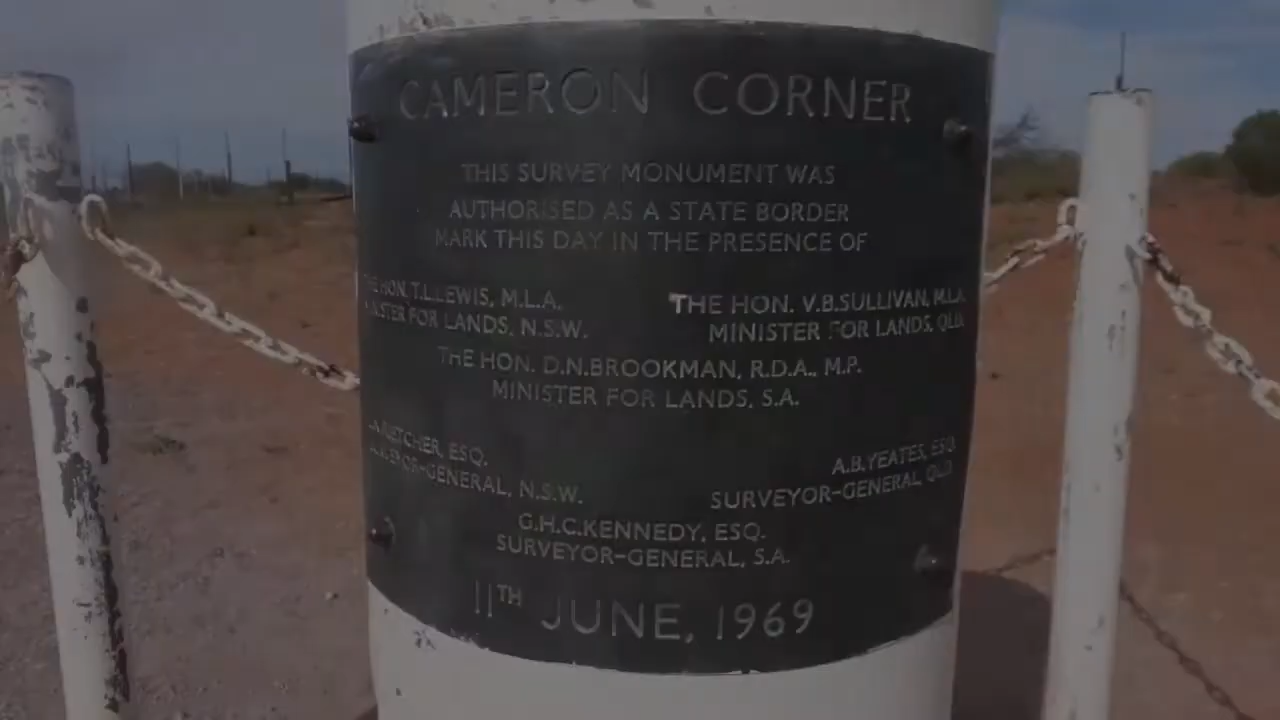 CAMERON CORNER
THIS SURVEY MONUMENT WAS
AUTHORISED AS A STATE BORDER
MARK THIS DAY IN THE PRESENCE OF
THE HON. T.L.LEWIS, M.L.A.
MINISTER FOR LANDS, N.S.W.
THE HON. V.B.SULLIVAN, M.L.A.
MINISTER FOR LANDS, QLD.
THE HON. D.N.BROOKMAN, R.D.A., M.P.
MINISTER FOR LANDS, S.A.
ESQ.
SURVEYOR-GENERAL, N.S.W.
A.B.YEATES, ESQ.
SURVEYOR-GENERAL, QLD.
G.H.C.KENNEDY, ESQ.
SURVEYOR-GENERAL, S.A.
11TH JUNE, 1969